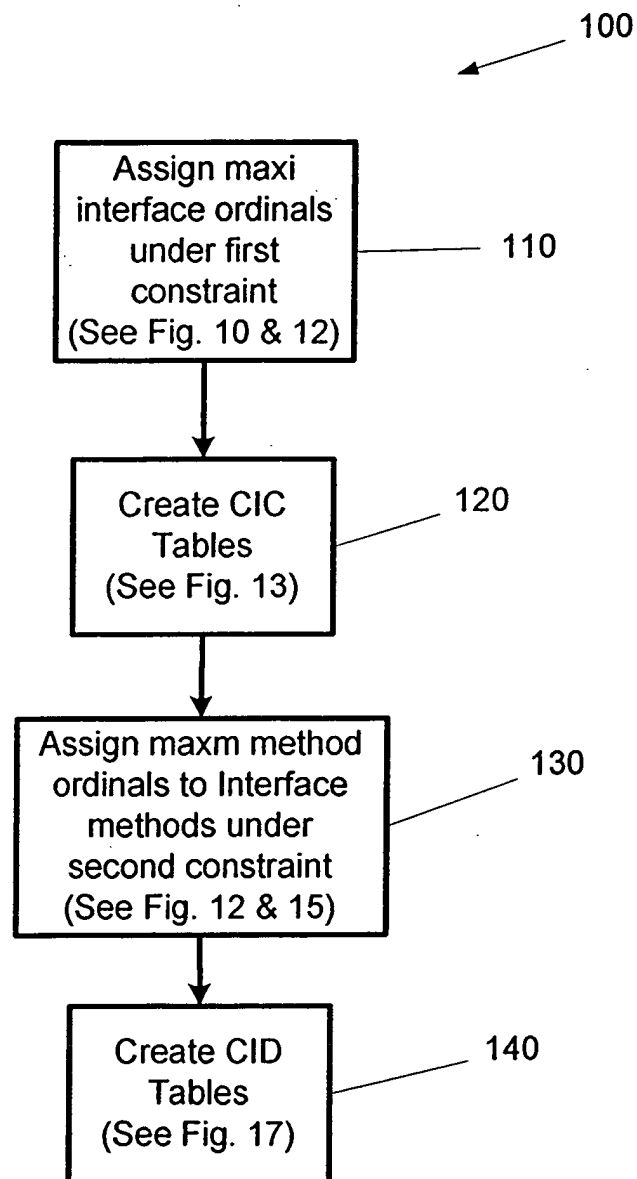 100
Assign maxi
interface ordinals
under first
constraint
(See Fig. 10 & 12)
110
Create CIC
Tables
(See Fig. 13)
120
Assign maxm method
ordinals to Interface
methods under
second constraint
(See Fig. 12 & 15)
130
Create CID
Tables
(See Fig. 17)
140